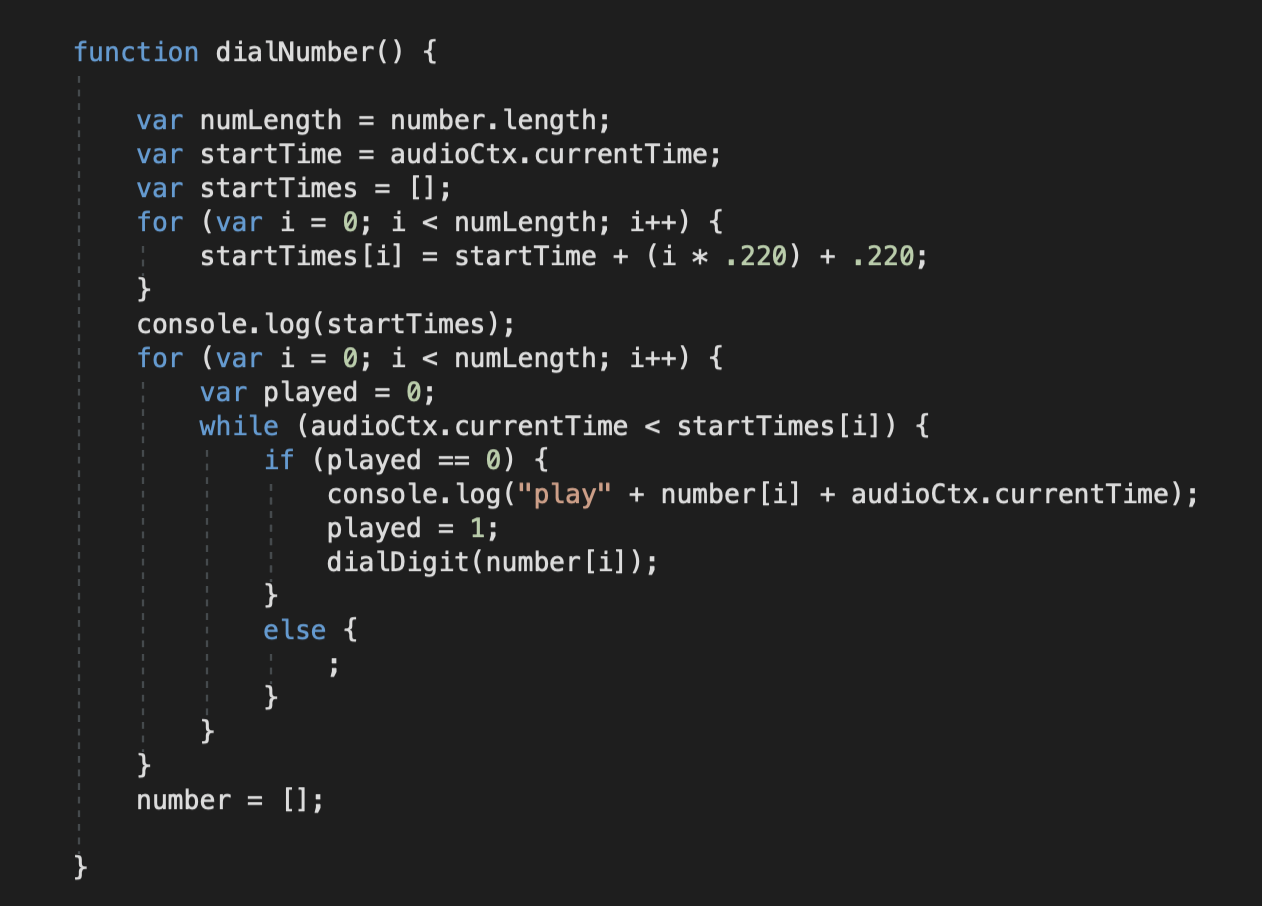 function dialNumber() {
    var numLength = number.length;
    var startTime = audioCtx.currentTime;
    var startTimes = [];
    for (var i = 0; i < numLength; i++) {
        startTimes[i] = startTime + (i * .220) + .220;
    }
    console.log(startTimes);
    for (var i = 0; i < numLength; i++) {
        var played = 0;
        while (audioCtx.currentTime < startTimes[i]) {
            if (played == 0) {
                console.log("play" + number[i] + audioCtx.currentTime);
                played = 1;
                dialDigit(number[i]);
            }
            else {
                ;
            }
        }
    }
    number = [];
}